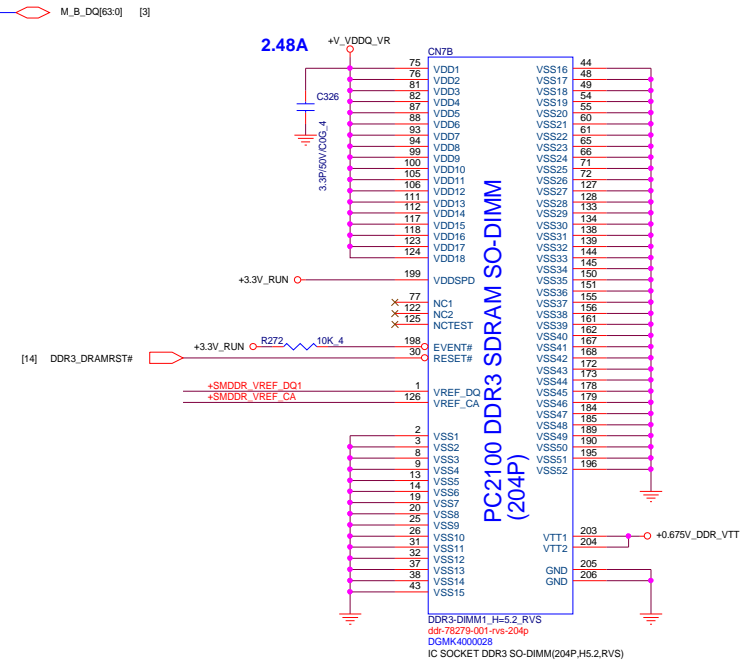 M_B_DQ[63:0] [3]
2.48A +V_VDDQ_VR
CN7B
C326
3.3P/50V/C0G_4
75 VDD1 VSS16 44
76 VDD2 VSS17 48
81 VDD3 VSS18 49
82 VDD4 VSS19 54
87 VDD5 VSS20 55
88 VDD6 VSS21 60
93 VDD7 VSS22 61
94 VDD8 VSS23 65
99 VDD9 VSS24 66
100 VDD10 VSS25 71
105 VDD11 VSS26 72
106 VDD12 VSS27 127
111 VDD13 VSS28 128
112 VDD14 VSS29 133
117 VDD15 VSS30 134
118 VDD16 VSS31 138
123 VDD17 VSS32 139
124 VDD18 VSS33 144
VSS34 145
+3.3V_RUN 199 VDDSPD VSS35 150
VSS36 151
77 NC1 VSS37 155
122 NC2 VSS38 156
125 NCTEST VSS39 161
VSS40 162
+3.3V_RUN R272 10K_4 198 EVENT# VSS41 167
[14] DDR3_DRAMRST# 30 RESET# VSS42 168
VSS43 172
VSS44 173
+SMDDR_VREF_DQ1 1 VREF_DQ VSS45 178
+SMDDR_VREF_CA 126 VREF_CA VSS46 179
VSS47 184
VSS48 185
2 VSS1 VSS49 189
3 VSS2 VSS50 190
8 VSS3 VSS51 195
9 VSS4 VSS52 196
13 VSS5
14 VSS6
19 VSS7
20 VSS8
25 VSS9
26 VSS10 VTT1 203 +0.675V_DDR_VTT
31 VSS11 VTT2 204
32 VSS12
37 VSS13 GND 205
38 VSS14 GND 206
43 VSS15
PC2100 DDR3 SDRAM SO-DIMM
(204P)
DDR3-DIMM1_H=5.2_RVS
ddr-78279-001-rvs-204p
DGMK4000028
IC SOCKET DDR3 SO-DIMM(204P,H5.2,RVS)